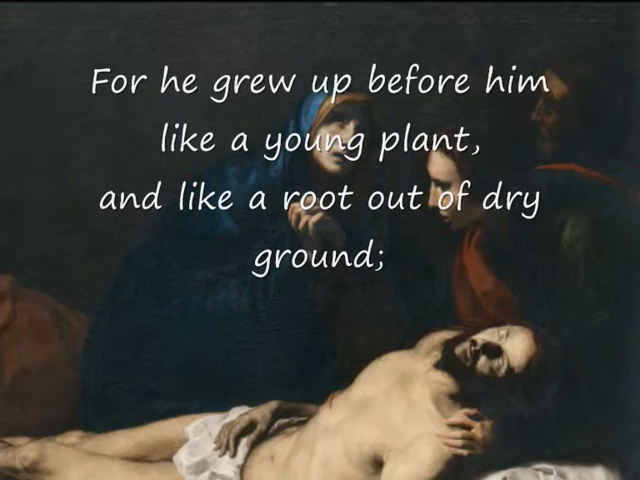 For he grew up before him
like a young plant,
and like a root out of dry
ground;